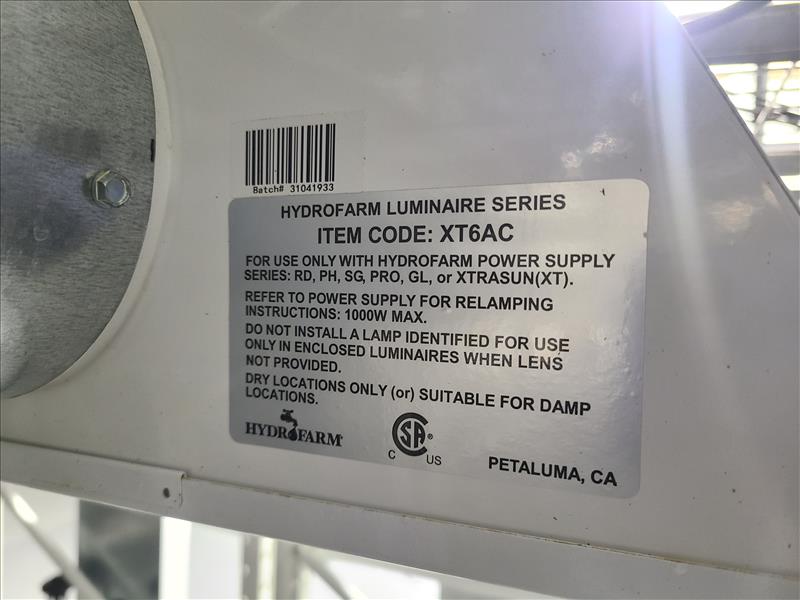 Batch# 31041933
HYDROFARM LUMINAIRE SERIES
ITEM CODE: XT6AC
FOR USE ONLY WITH HYDROFARM POWER SUPPLY
SERIES: RD, PH, SG, PRO, GL, or XTRASUN(XT).
REFER TO POWER SUPPLY FOR RELAMPING
INSTRUCTIONS: 1000W MAX.
DO NOT INSTALL A LAMP IDENTIFIED FOR USE
ONLY IN ENCLOSED LUMINAIRES WHEN LENS
NOT PROVIDED.
DRY LOCATIONS ONLY (or) SUITABLE FOR DAMP
LOCATIONS.
HYDROFARM
C SA ®
C US
PETALUMA, CA